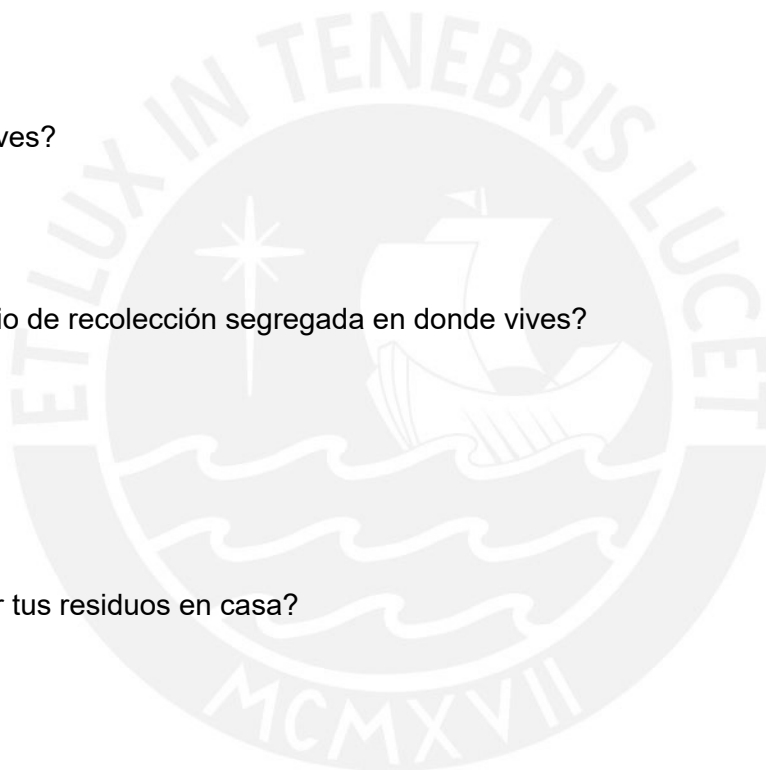 ET LUX IN TENEBRIS LUCET
ves?
io de recolección segregada en donde vives?
r tus residuos en casa?
MCMXVII